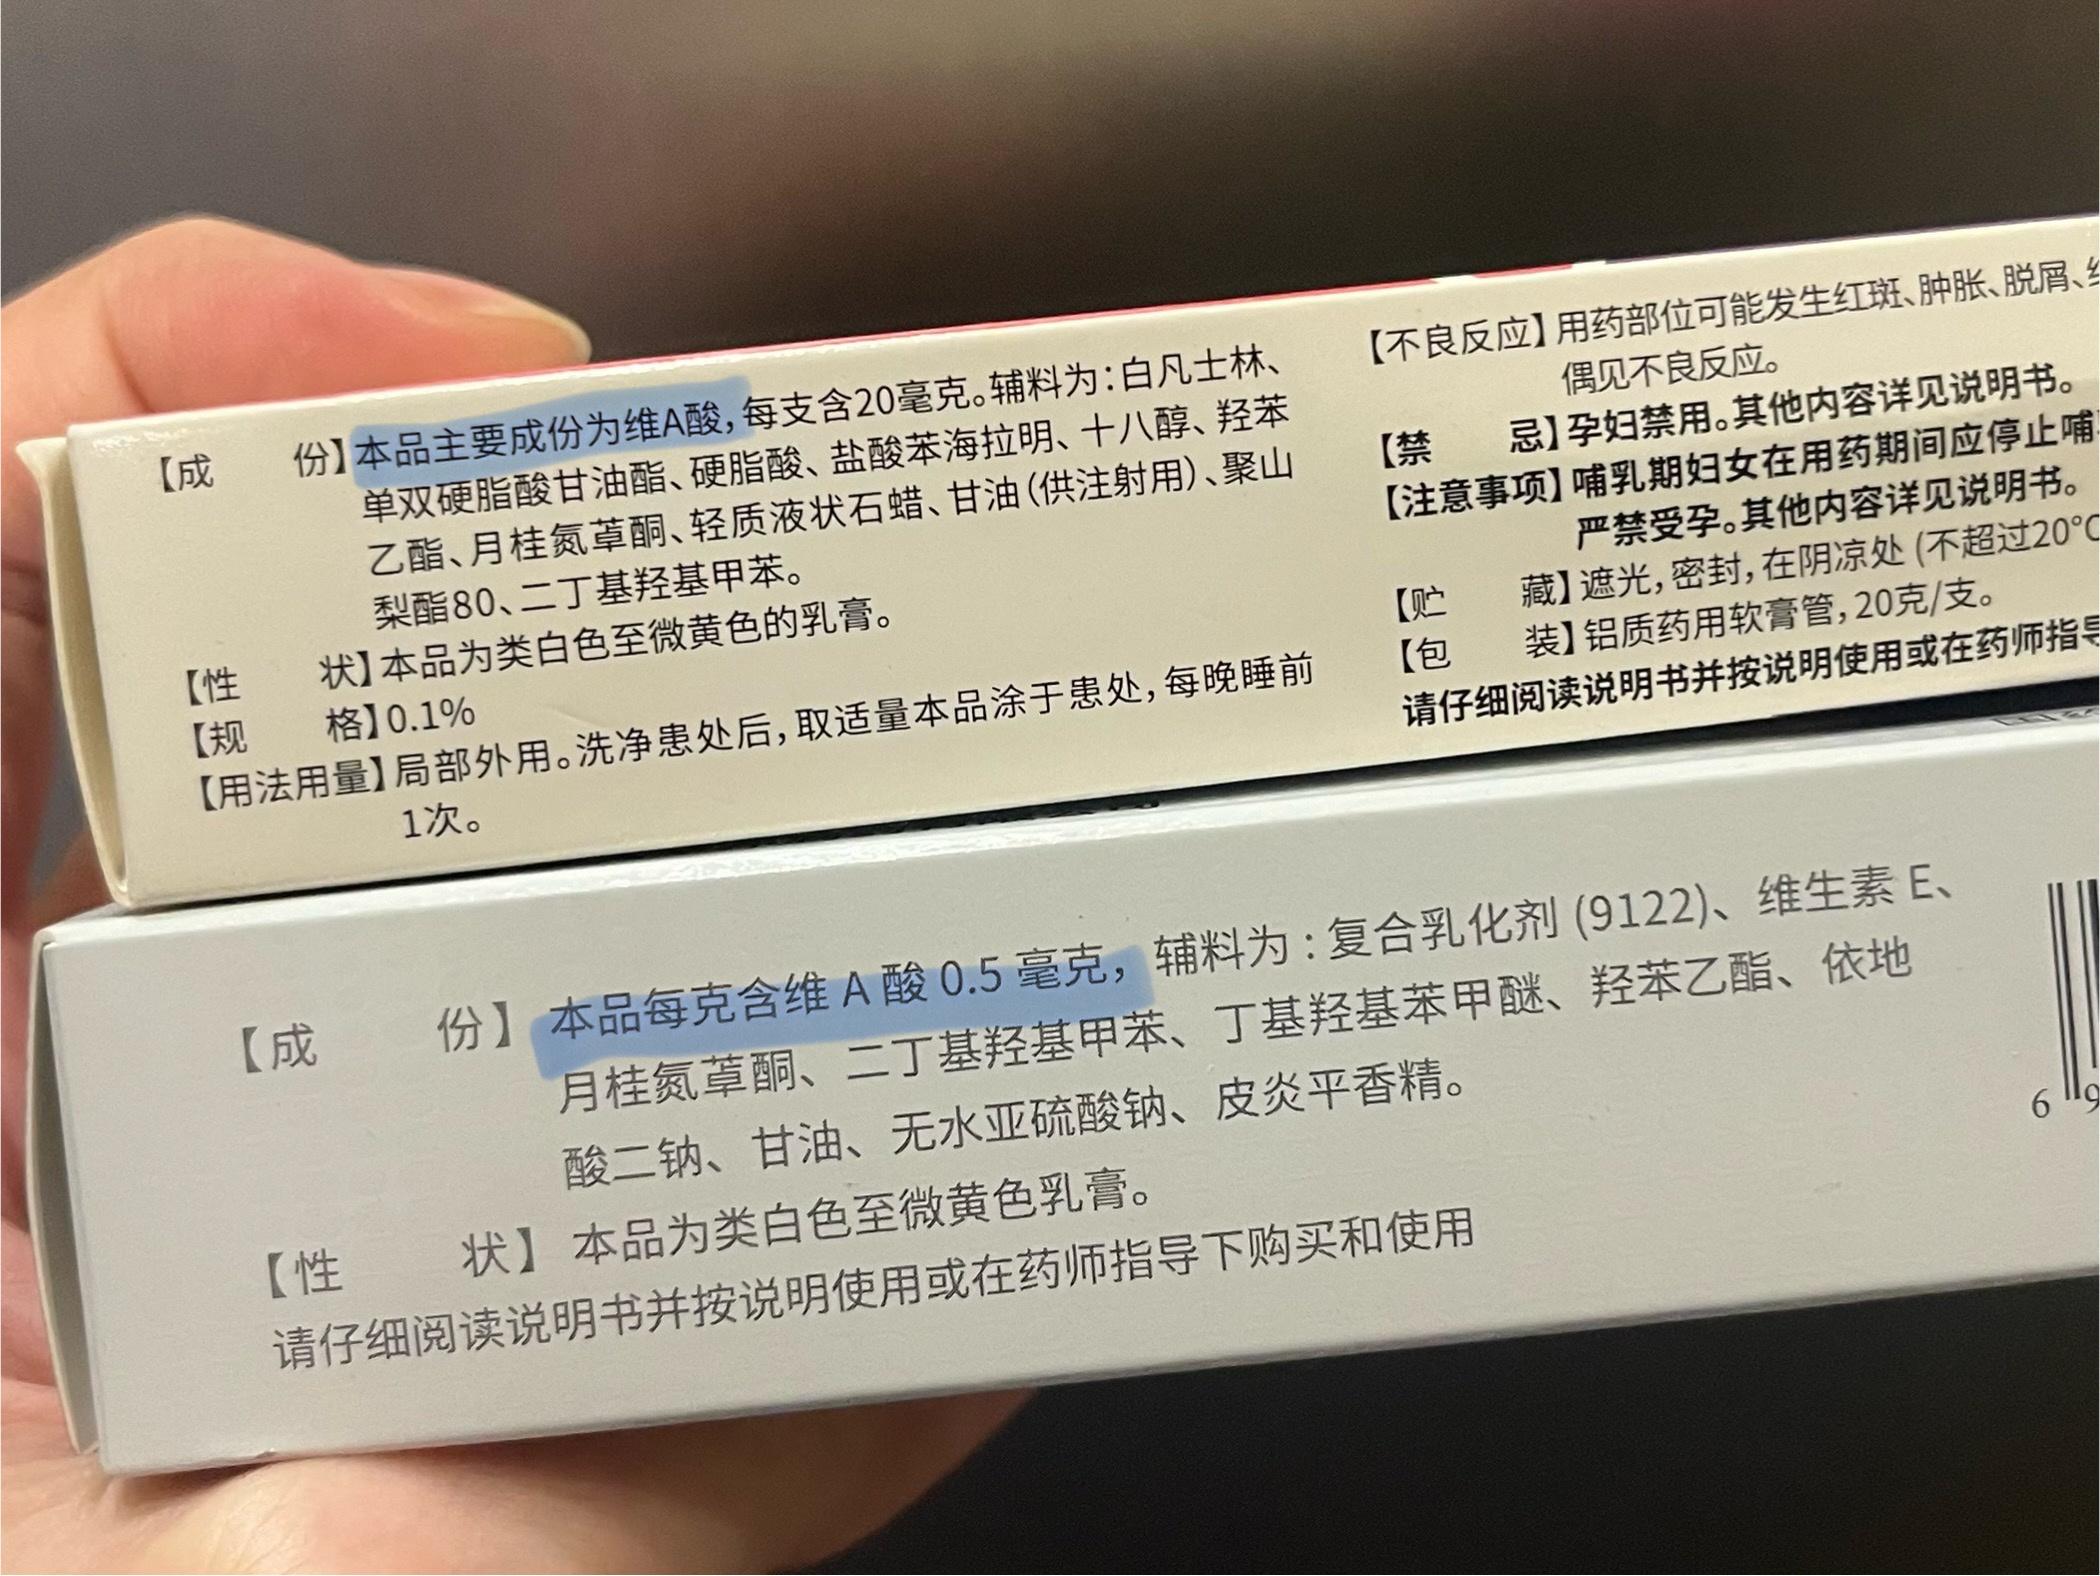 【成 份】本品主要成份为维A酸，每支含20毫克。辅料为：白凡士林、
单双硬脂酸甘油酯、硬脂酸、盐酸苯海拉明、十八醇、羟苯
乙酯、月桂氮䓬酮、轻质液状石蜡、甘油（供注射用）、聚山
梨酯80、二丁基羟基甲苯。
【性 状】本品为类白色至微黄色的乳膏。
【规 格】0.1%
【用法用量】局部外用。洗净患处后，取适量本品涂于患处，每晚睡前
1次。
【不良反应】用药部位可能发生红斑、肿胀、脱屑、
偶见不良反应。
【禁 忌】孕妇禁用。其他内容详见说明书。
【注意事项】哺乳期妇女在用药期间应停止哺
严禁受孕。其他内容详见说明书。
【贮 藏】遮光，密封，在阴凉处（不超过20℃
【包 装】铝质药用软膏管，20克/支。
请仔细阅读说明书并按说明使用或在药师指导
【成 份】 本品每克含维 A 酸 0.5 毫克， 辅料为：复合乳化剂 (9122)、维生素 E、
月桂氮䓬酮、二丁基羟基甲苯、丁基羟基苯甲醚、羟苯乙酯、依地
酸二钠、甘油、无水亚硫酸钠、皮炎平香精。
【性 状】 本品为类白色至微黄色乳膏。
请仔细阅读说明书并按说明使用或在药师指导下购买和使用
6 9